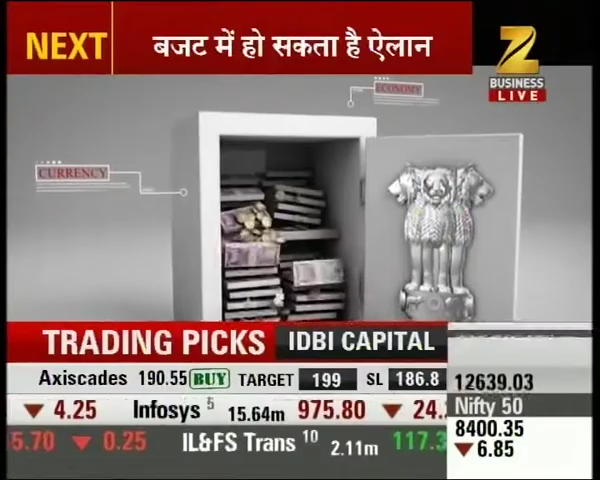 NEXT बजट में हो सकता है ऐलान
Z
BUSINESS
LIVE
ECONOMY
CURRENCY
TRADING PICKS IDBI CAPITAL
Axiscades 190.55 BUY TARGET 199 SL 186.8
12639.03
▼ 4.25 Infosys 5 15.64m 975.80 ▼ 24.
Nifty 50
8400.35
▼ 6.85
5.70 ▼ 0.25 IL&FS Trans 10 2.11m 117.3